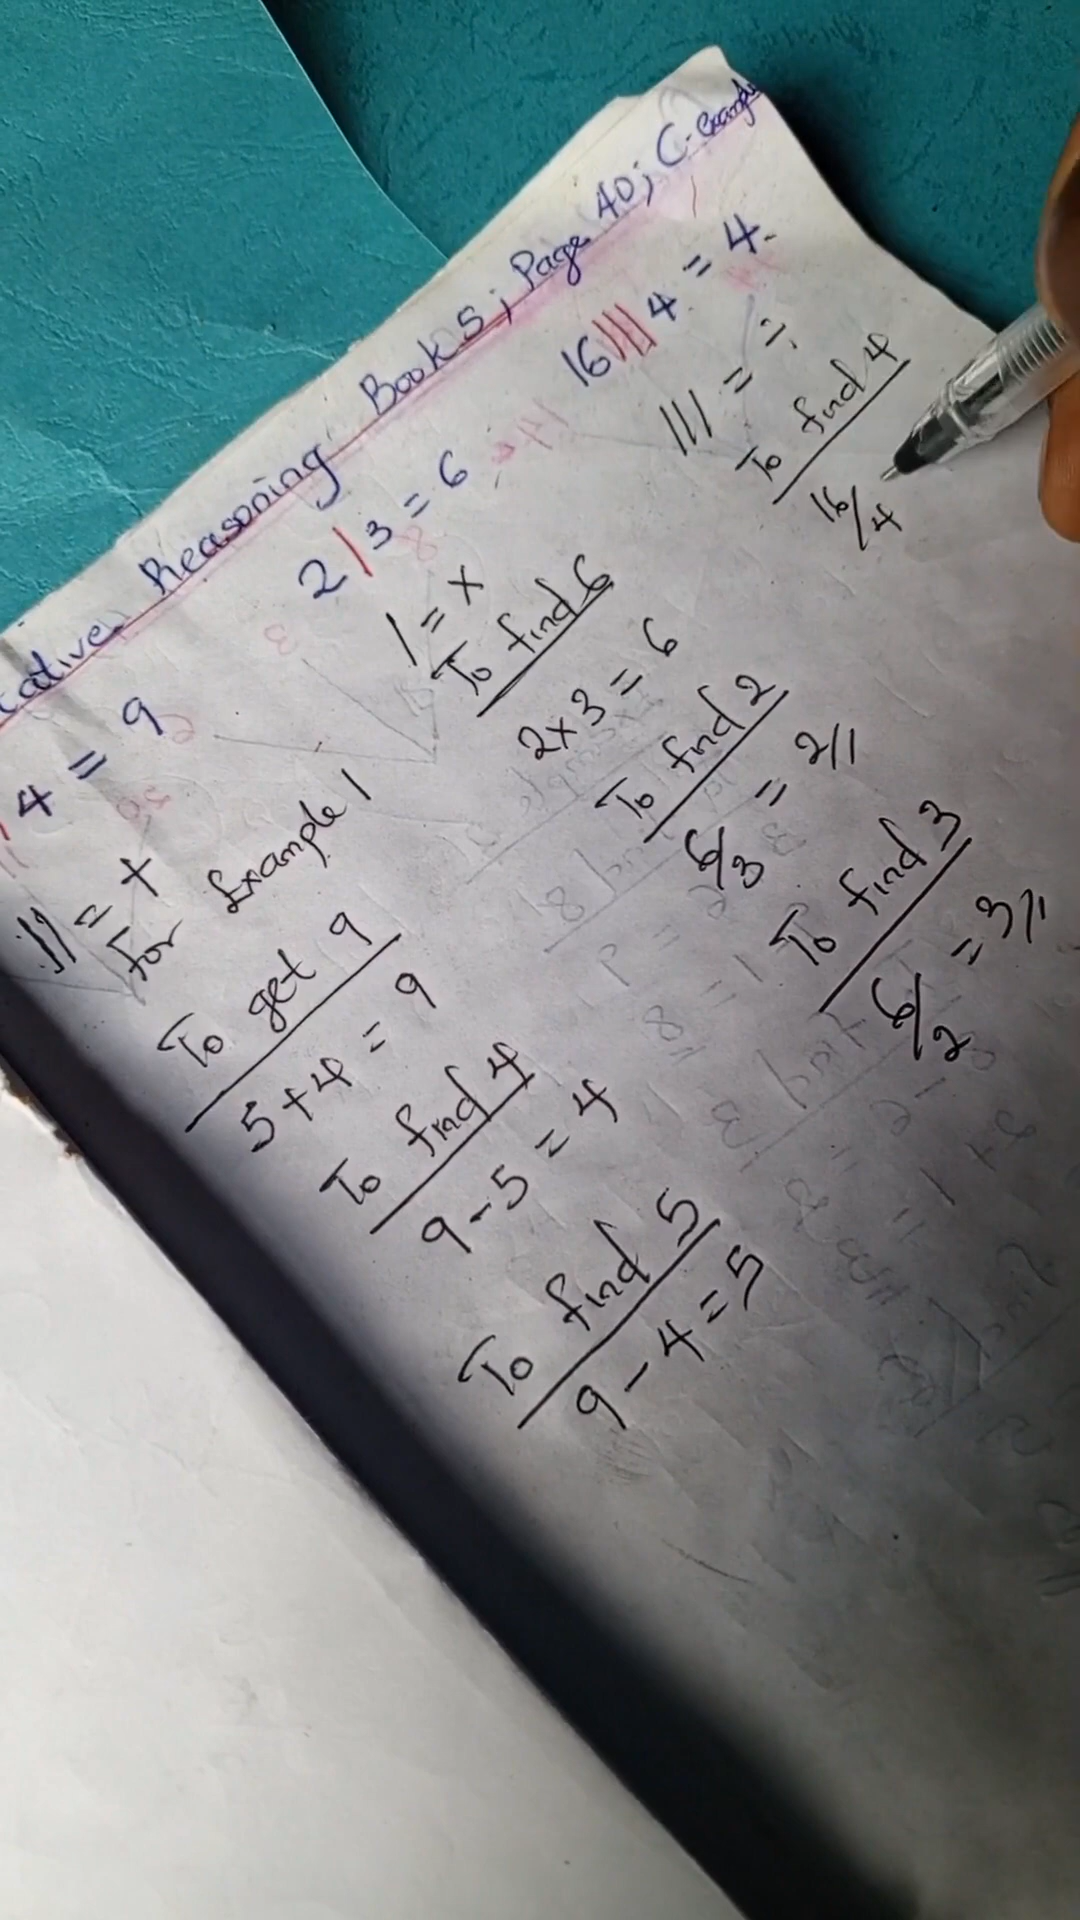 Reasoning Book 5; Page 40; C-
4 = 9
2 | 3 = 6
16 |||| 4 = 4.
= +
For Example 1
To get 9
5 + 4 = 9
To find 4
9 - 5 = 4
To find 5
9 - 4 = 5
/ = x
To find 6
2 x 3 = 6
To find 2
6/3 = 2//
To find 3
6/2 = 3//
/// = ÷
To find 4
16/4